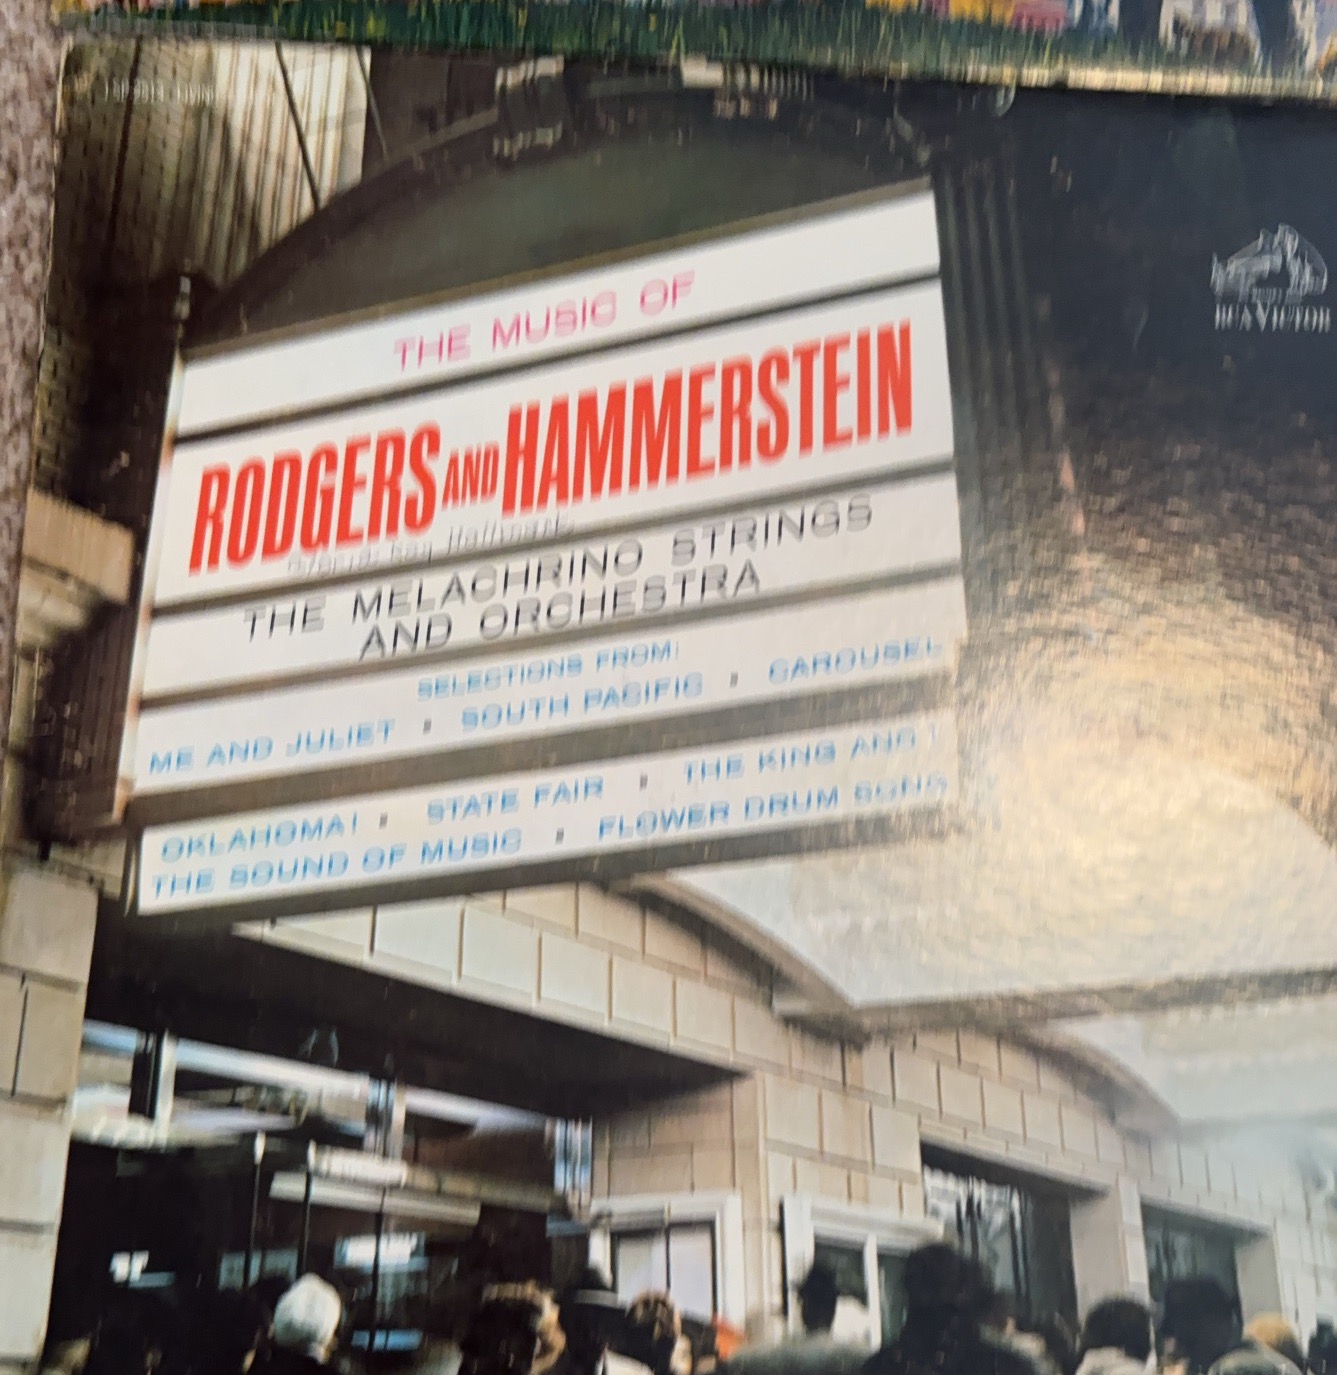 THE MUSIC OF
RODGERS AND HAMMERSTEIN
THE MELACHRINO STRINGS
AND ORCHESTRA
SELECTIONS FROM:
ME AND JULIET • SOUTH PACIFIC • CAROUSEL
OKLAHOMA! • STATE FAIR • THE KING AND I
THE SOUND OF MUSIC • FLOWER DRUM SONG
RCA VICTOR